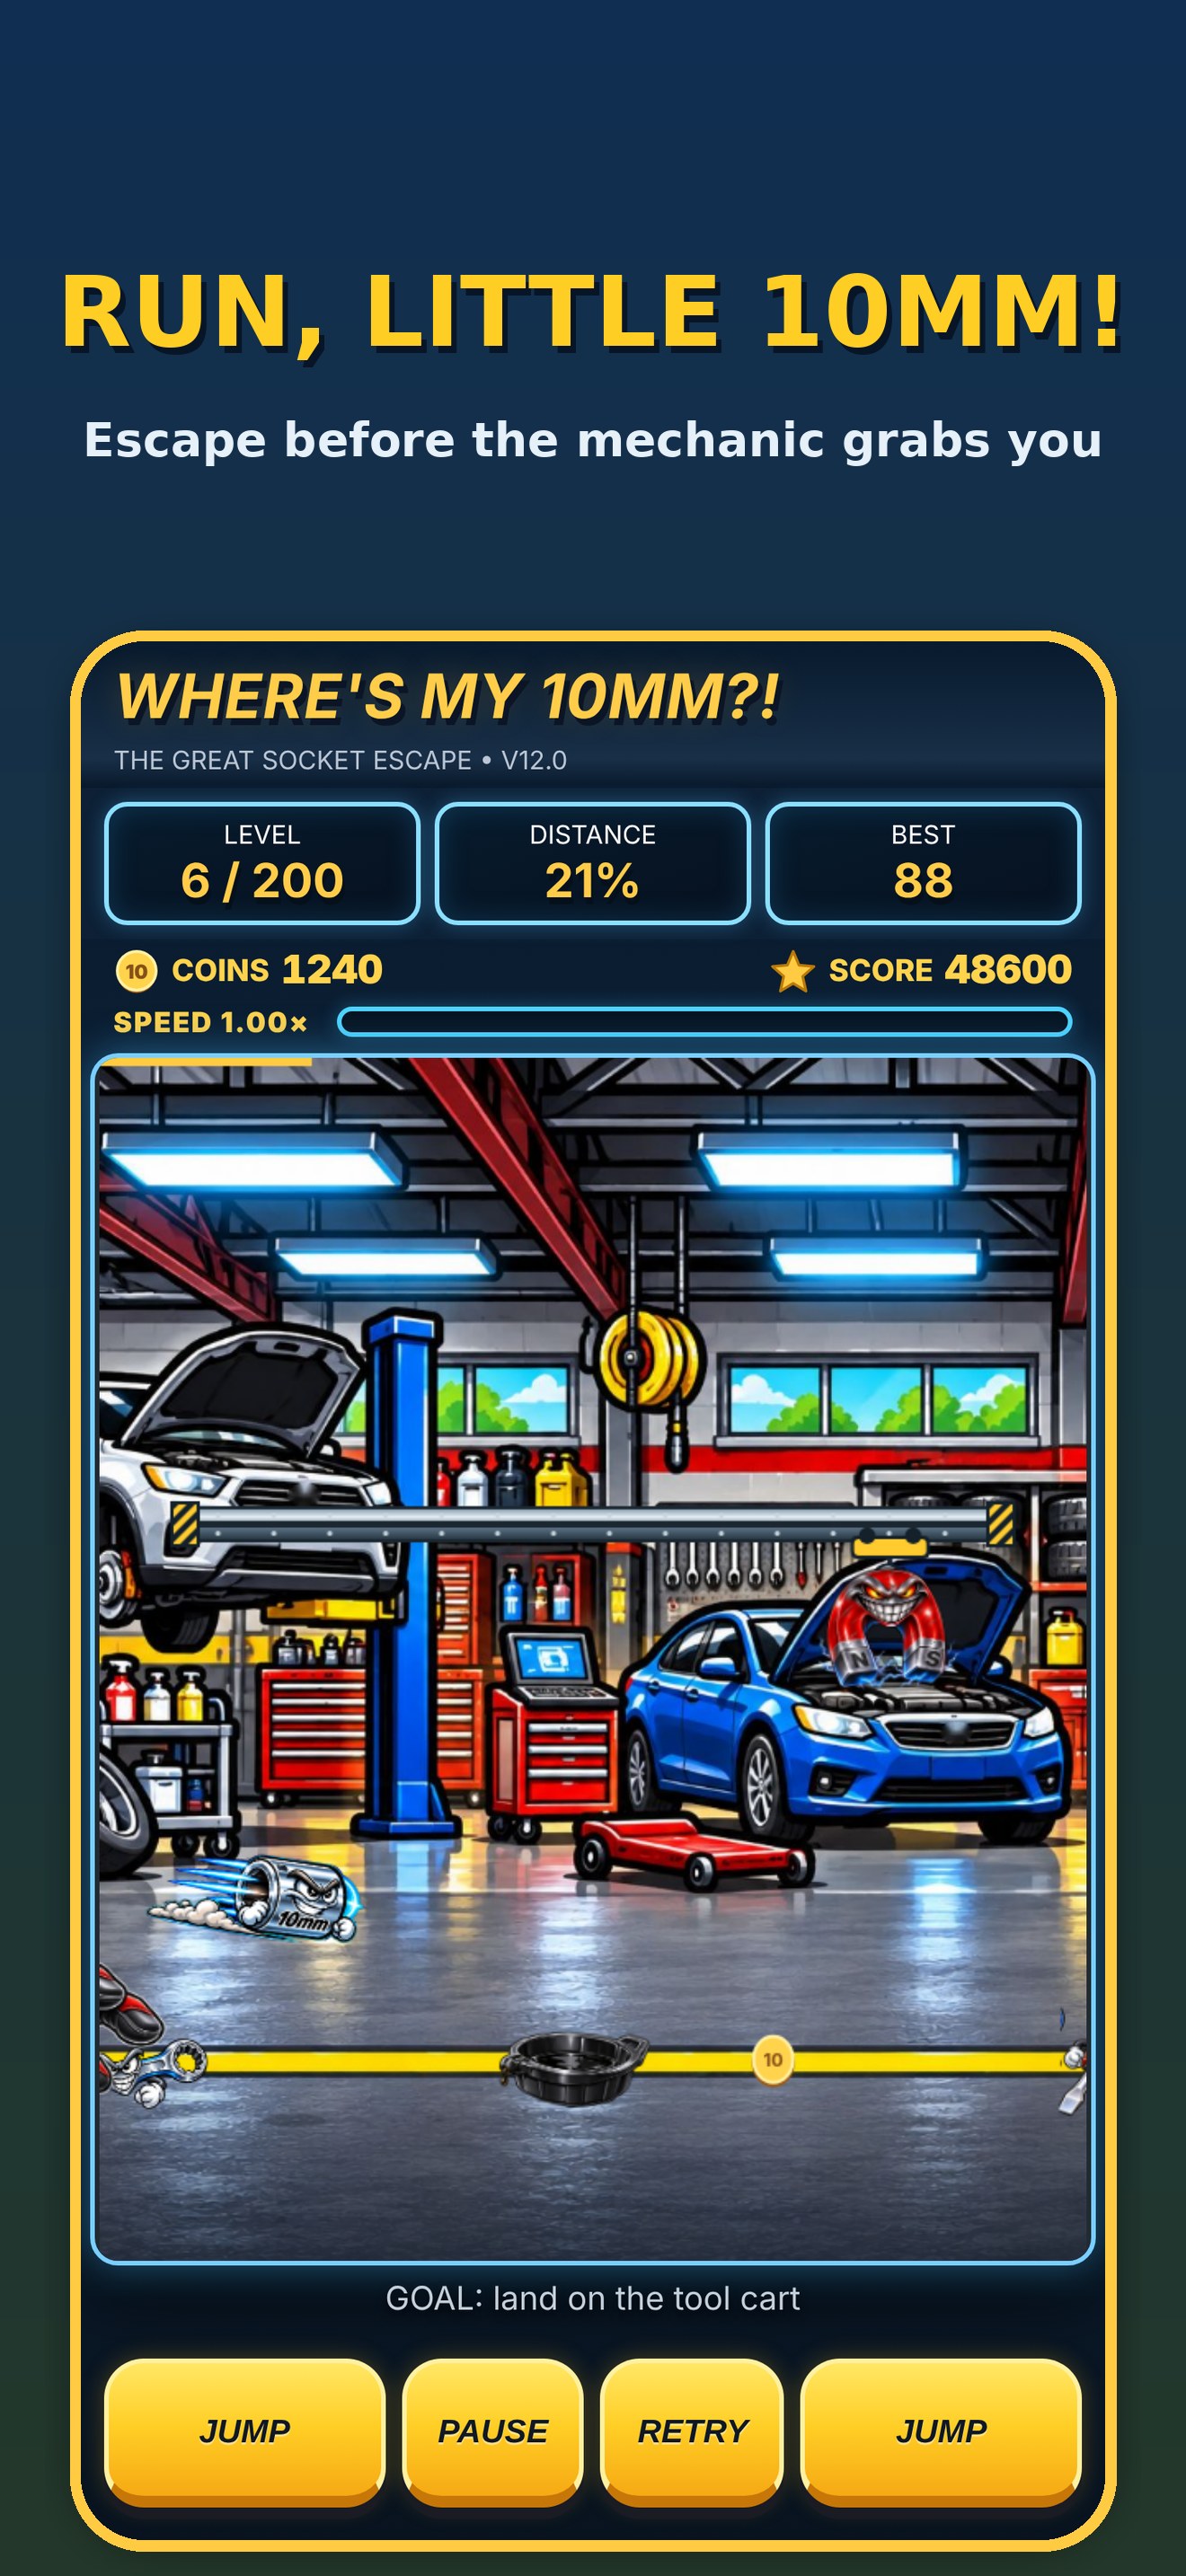 RUN, LITTLE 10MM!
Escape before the mechanic grabs you
WHERE'S MY 10MM?!
THE GREAT SOCKET ESCAPE • V12.0
LEVEL DISTANCE BEST
6 / 200 21% 88
10 COINS 1240 SCORE 48600
SPEED 1.00×
N S
10mm
10
GOAL: land on the tool cart
JUMP PAUSE RETRY JUMP